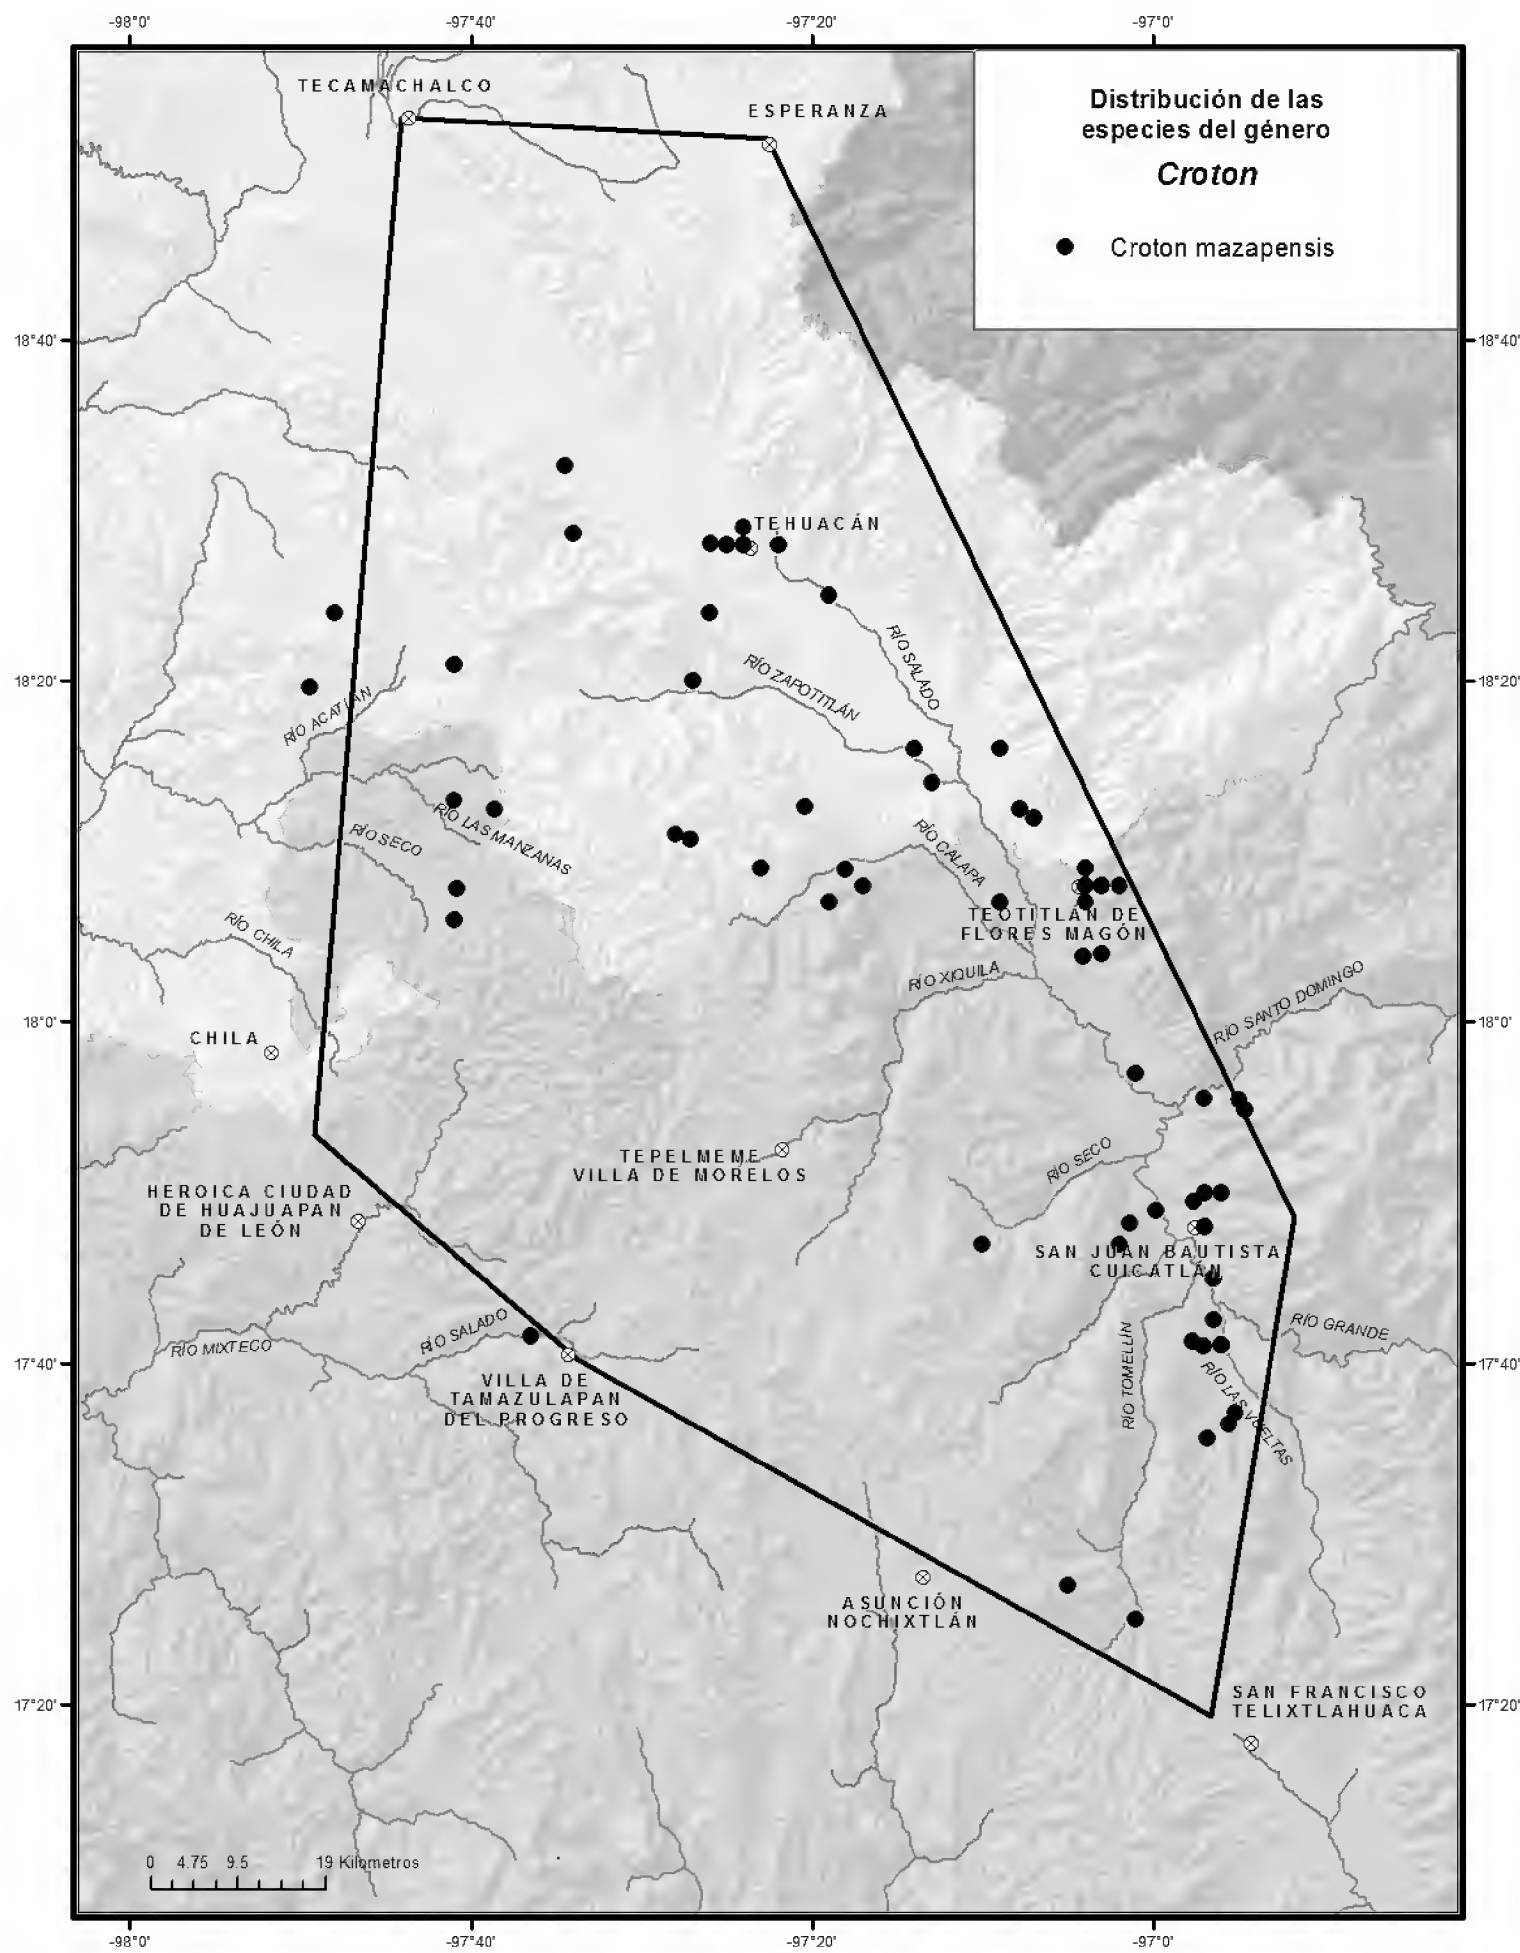 -98°0'
-97°40'
-97°20'
-97°0'
TECAMACHALCO
ESPERANZA
Distribución de las
especies del género
Croton
Croton mazapensis
18°40'
18°40'
TEHUACÁN
RÍO SALADO
RÍO ZAPOTITLÁN
18°20'
18°20'
RÍO ACATLÁN
RÍO LAS MANZANAS
RÍO SECO
RÍO CALAPA
TEOTITLÁN DE
FLORES MAGÓN
RÍO CHILA
RÍO XIQUILA
RÍO SANTO DOMINGO
18°0'
18°0'
CHILA
TEPELMEME
VILLA DE MORELOS
RÍO SECO
HEROICA CIUDAD
DE HUAJUAPAN
DE LEÓN
SAN JUAN BAUTISTA
CUICATLÁN
RÍO SALADO
RÍO MIXTECO
RÍO GRANDE
RÍO TOMELLÍN
17°40'
17°40'
RÍO LAS VUELTAS
VILLA DE
TAMAZULAPAN
DEL PROGRESO
ASUNCIÓN
NOCHIXTLÁN
SAN FRANCISCO
TELIXTLAHUACA
17°20'
17°20'
0 4.75 9.5 19 Kilometros
-98°0'
-97°40'
-97°20'
-97°0'